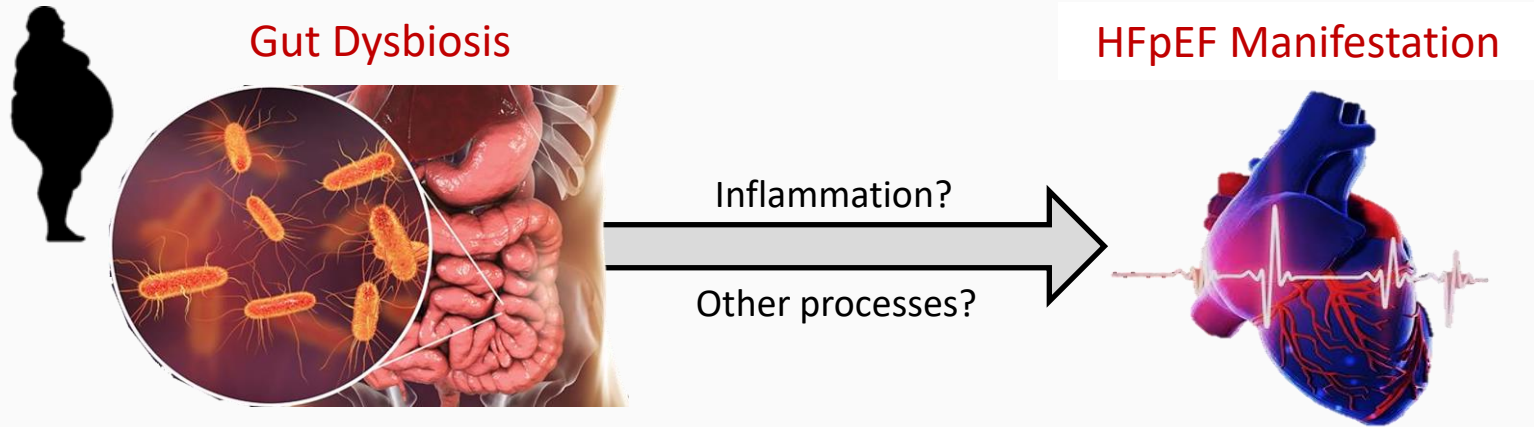 Gut Dysbiosis
HFpEF Manifestation
Inflammation?
Other processes?